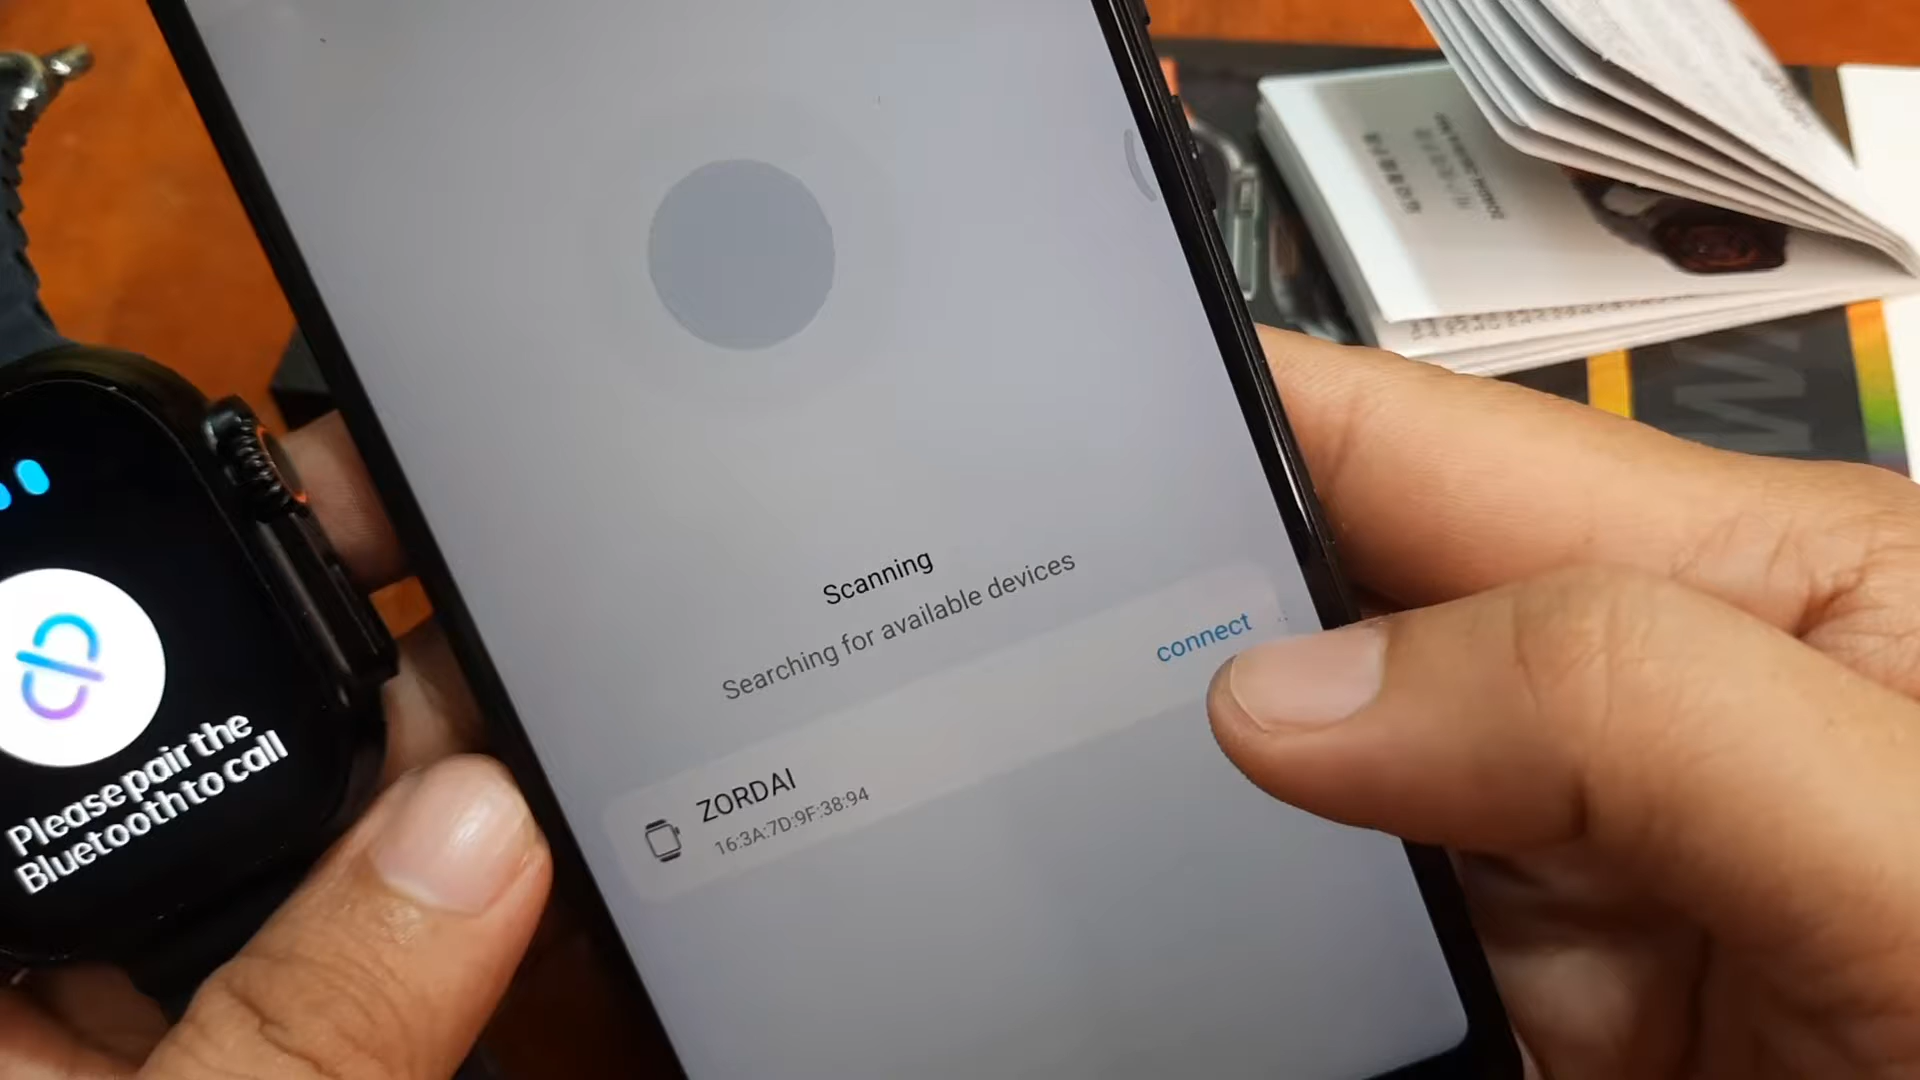 Scanning
Searching for available devices
connect
ZORDAI
16:3A:7D:9F:38:94
Please pair the
Bluetooth to call